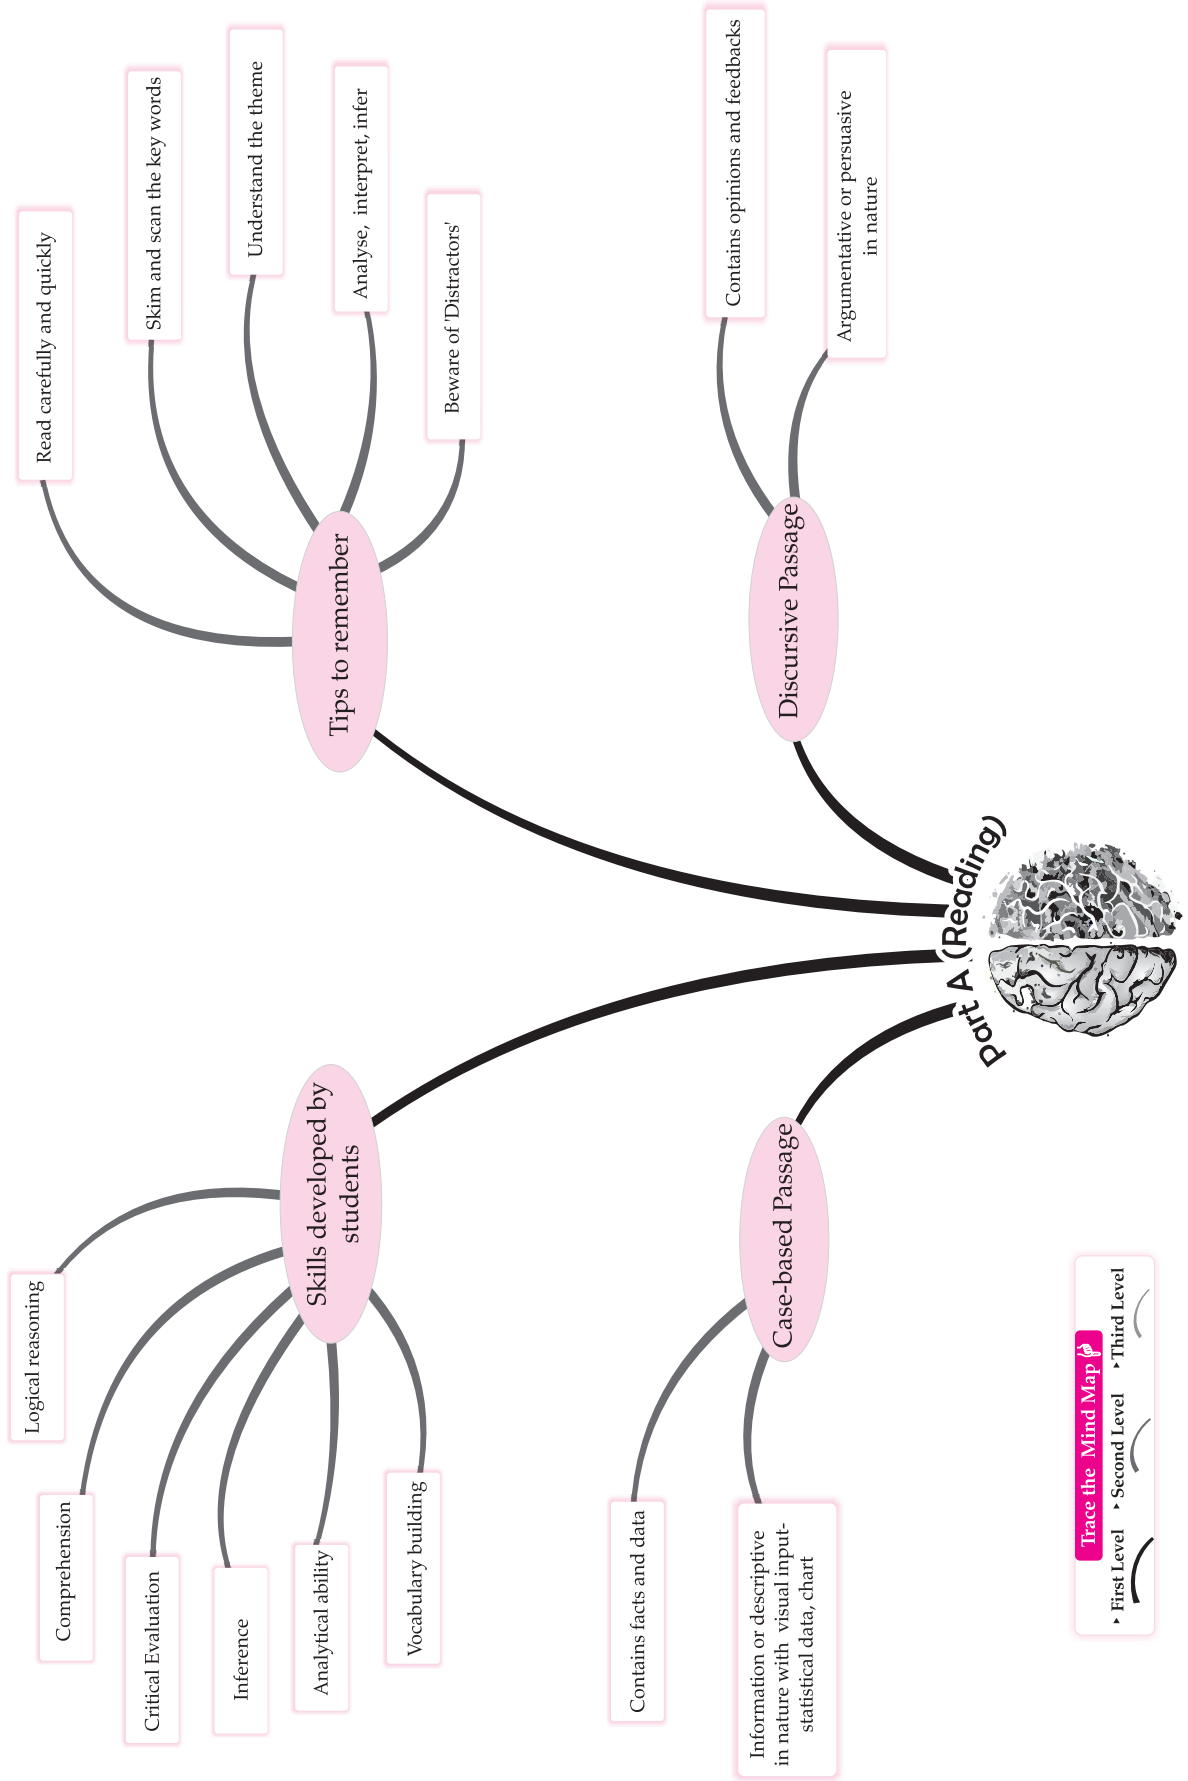 Logical reasoning
Comprehension
Critical Evaluation
Inference
Analytical ability
Vocabulary building
Skills developed by
students
Read carefully and quickly
Skim and scan the key words
Understand the theme
Analyse, interpret, infer
Beware of 'Distractors'
Tips to remember
Contains facts and data
Information or descriptive
in nature with visual input-
statistical data, chart
Case-based Passage
Contains opinions and feedbacks
Argumentative or persuasive
in nature
Discursive Passage
Part A (Reading)
Trace the Mind Map
First Level Second Level Third Level